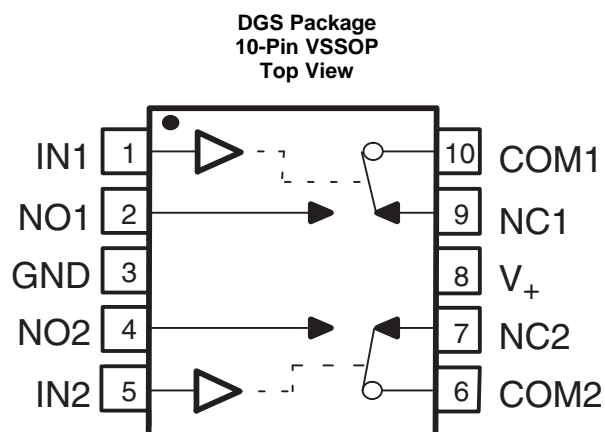 DGS Package
10-Pin VSSOP
Top View
IN1 1 10 COM1
NO1 2 9 NC1
GND 3 8 V+
NO2 4 7 NC2
IN2 5 6 COM2